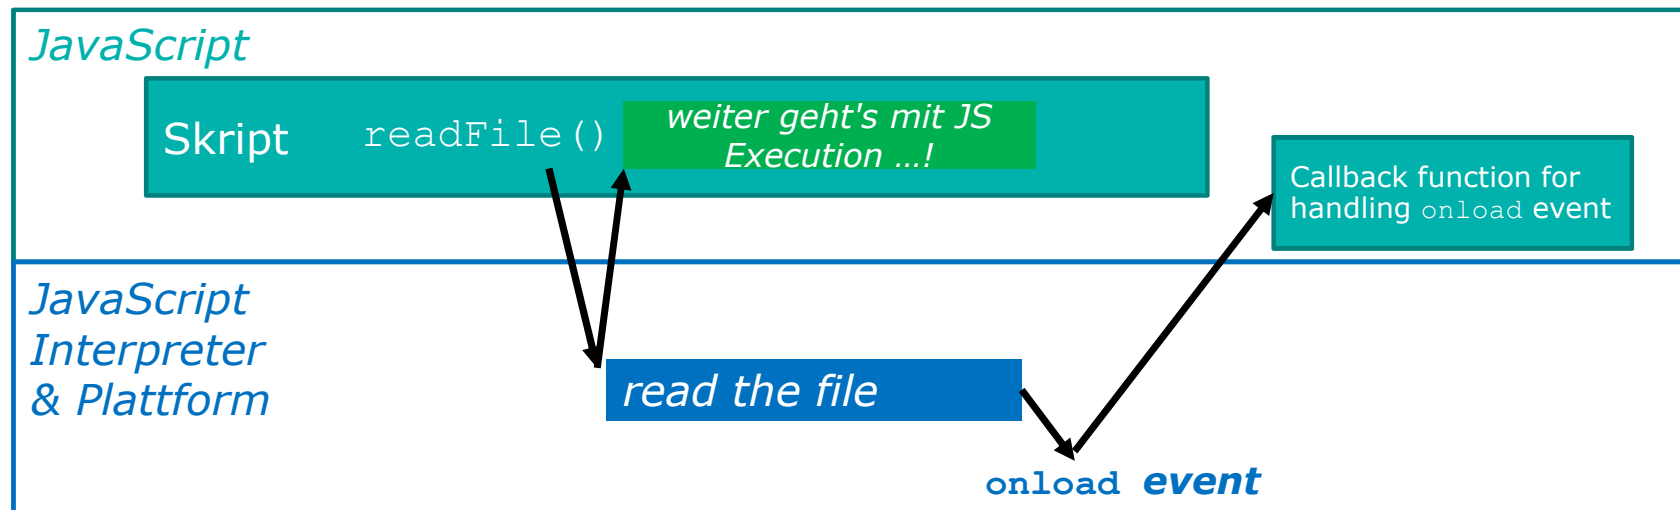 JavaScript
Skript readFile()
weiter geht's mit JS
Execution ...!
Callback function for
handling onload event
JavaScript
Interpreter
& Plattform
read the file
onload event